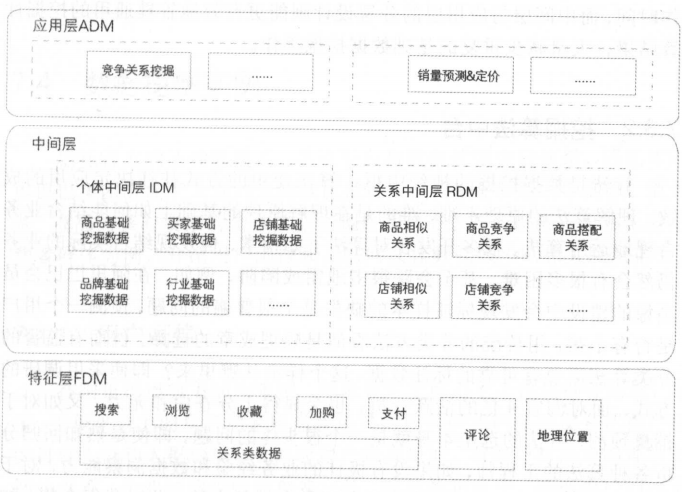 应用层ADM
竞争关系挖掘
......
销量预测&定价
......
中间层
个体中间层 IDM
关系中间层 RDM
商品基础
挖掘数据
买家基础
挖掘数据
店铺基础
挖掘数据
商品相似
关系
商品竞争
关系
商品搭配
关系
品牌基础
挖掘数据
行业基础
挖掘数据
......
店铺相似
关系
店铺竞争
关系
......
特征层FDM
搜索
浏览
收藏
加购
支付
评论
地理位置
关系类数据